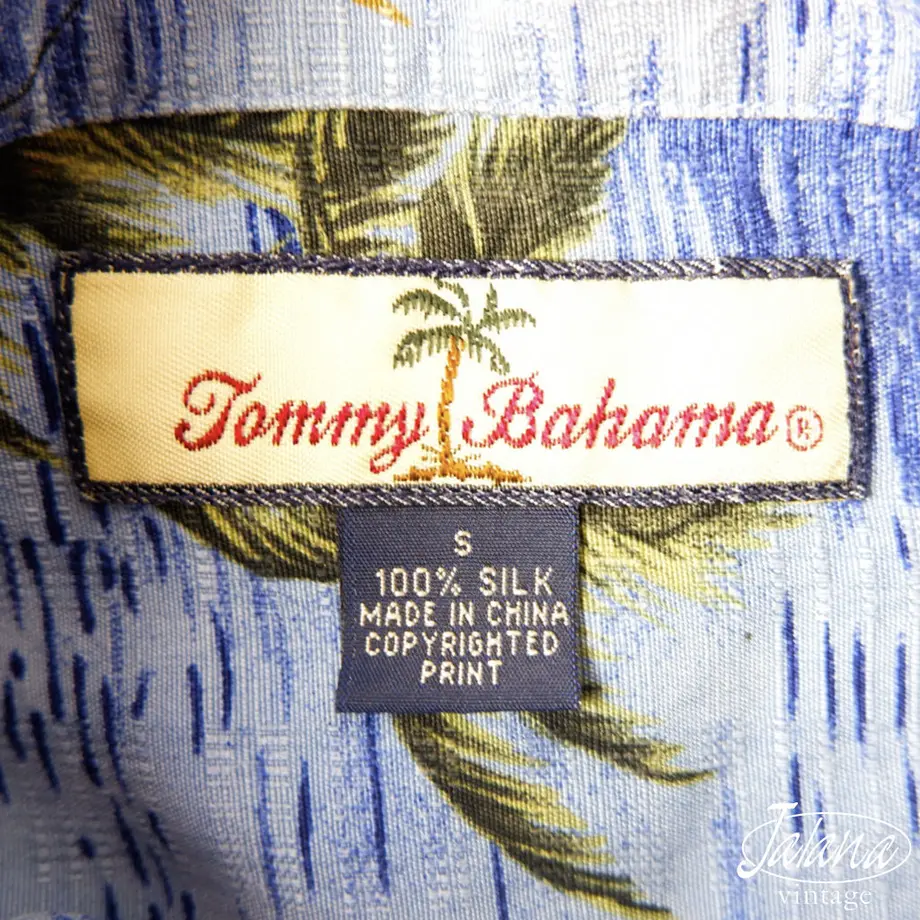 Tommy Bahama®
S
100% SILK
MADE IN CHINA
COPYRIGHTED
PRINT
Jalana
vintage